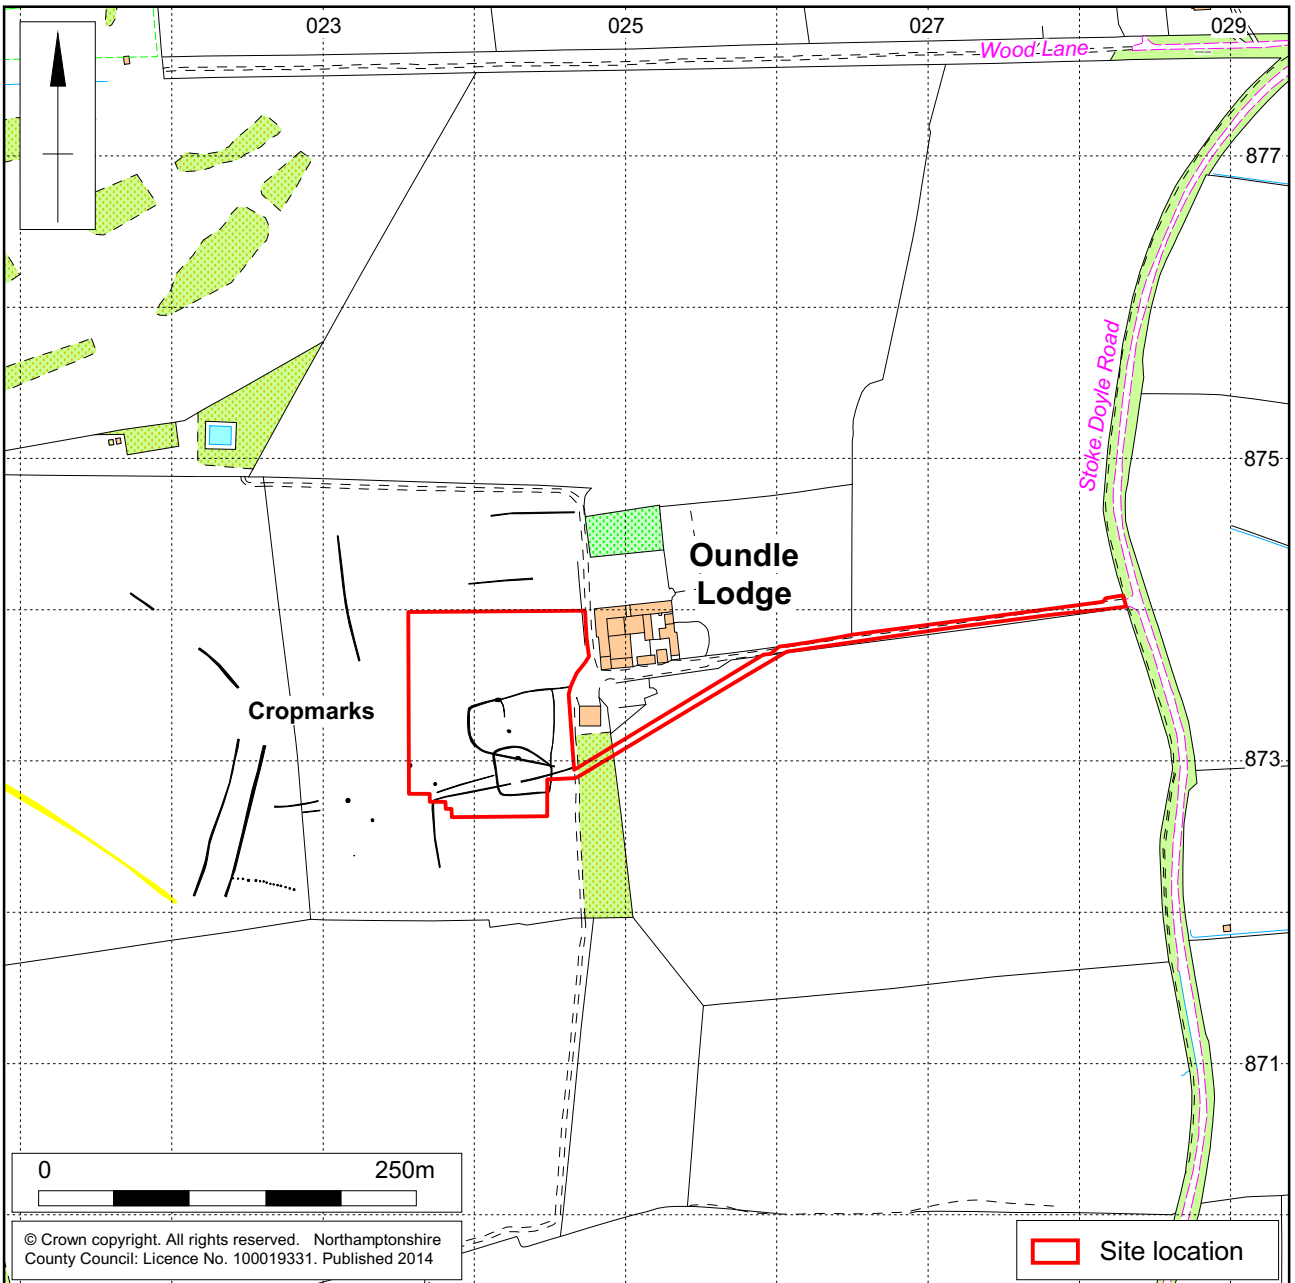 023
025
027
029
Wood Lane
877
Stoke Doyle Road
875
Oundle
Lodge
Cropmarks
873
871
0
250m
© Crown copyright. All rights reserved. Northamptonshire
County Council: Licence No. 100019331. Published 2014
Site location